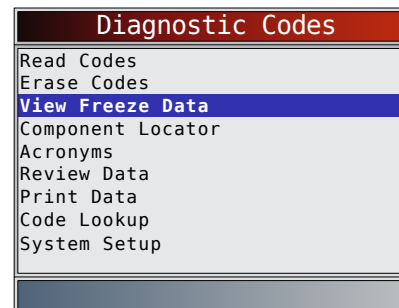 Diagnostic Codes
Read Codes
Erase Codes
View Freeze Data
Component Locator
Acronyms
Review Data
Print Data
Code Lookup
System Setup